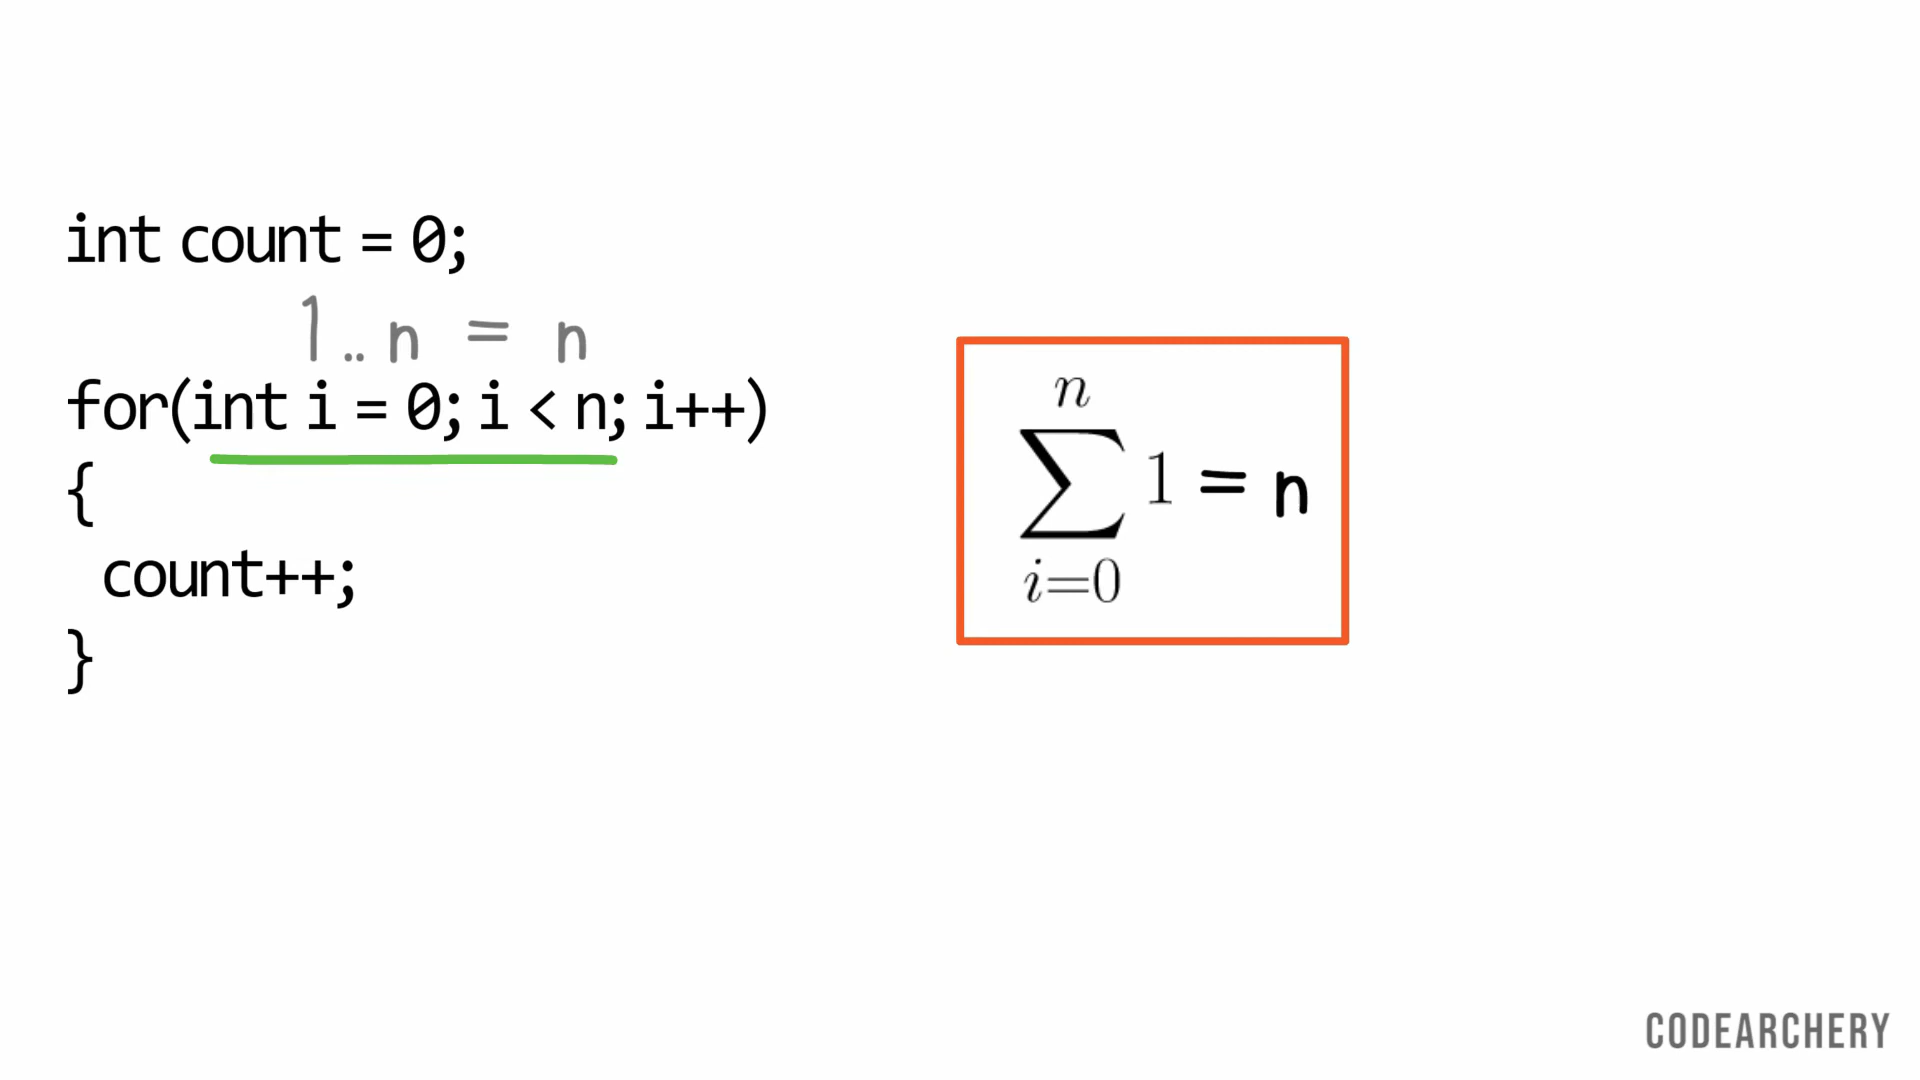 int count = 0;
1.. n = n
for(int i = 0; i < n; i++)
{
count++;
}
n
∑ 1 = n
i=0
CODEARCHERY